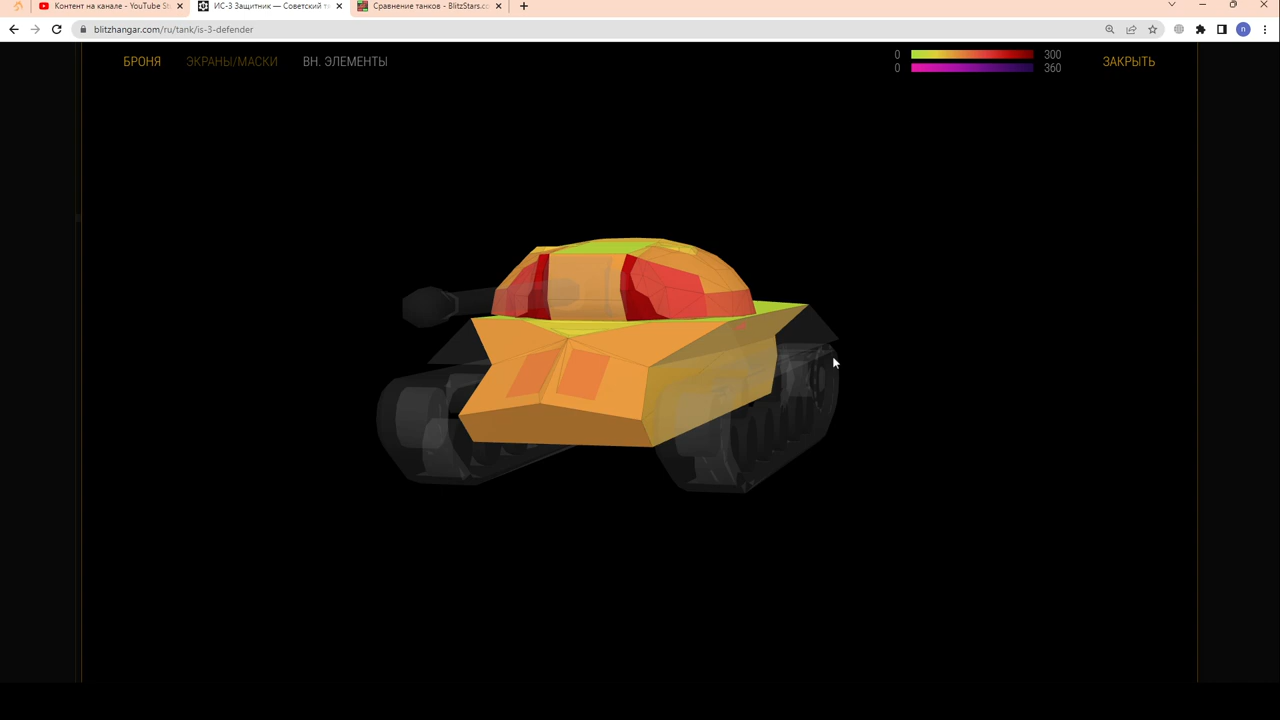 Контент на канале - YouTube St
ИС-3 Защитник — Советский т
Сравнение танков - BlitzStars.co
blitzhangar.com/ru/tank/is-3-defender
n
БРОНЯ ЭКРАНЫ/МАСКИ ВН. ЭЛЕМЕНТЫ 0 300 ЗАКРЫТЬ
0 360